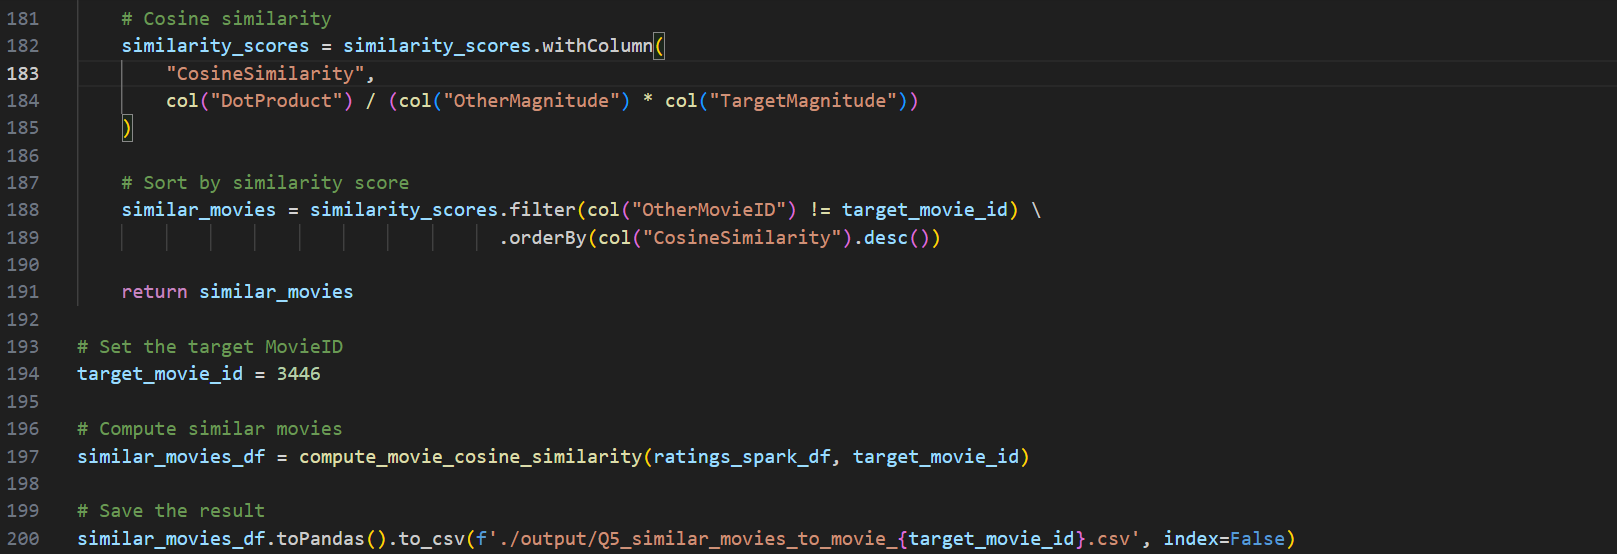 181 # Cosine similarity
182 similarity_scores = similarity_scores.withColumn(
183 "CosineSimilarity",
184 col("DotProduct") / (col("OtherMagnitude") * col("TargetMagnitude"))
185 )
186
187 # Sort by similarity score
188 similar_movies = similarity_scores.filter(col("OtherMovieID") != target_movie_id) \
189 .orderBy(col("CosineSimilarity").desc())
190
191 return similar_movies
192
193 # Set the target MovieID
194 target_movie_id = 3446
195
196 # Compute similar movies
197 similar_movies_df = compute_movie_cosine_similarity(ratings_spark_df, target_movie_id)
198
199 # Save the result
200 similar_movies_df.toPandas().to_csv(f'./output/Q5_similar_movies_to_movie_{target_movie_id}.csv', index=False)